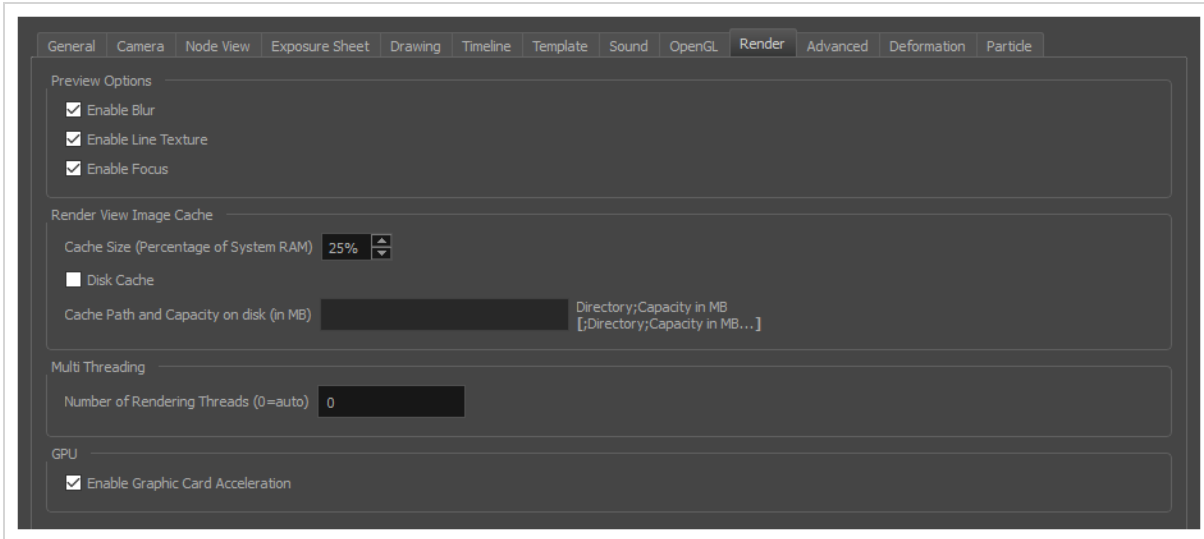 General Camera Node View Exposure Sheet Drawing Timeline Template Sound OpenGL Render Advanced Deformation Particle
Preview Options
Enable Blur
Enable Line Texture
Enable Focus
Render View Image Cache
Cache Size (Percentage of System RAM) 25%
Disk Cache
Cache Path and Capacity on disk (in MB) Directory;Capacity in MB
[;Directory;Capacity in MB...]
Multi Threading
Number of Rendering Threads (0=auto) 0
GPU
Enable Graphic Card Acceleration